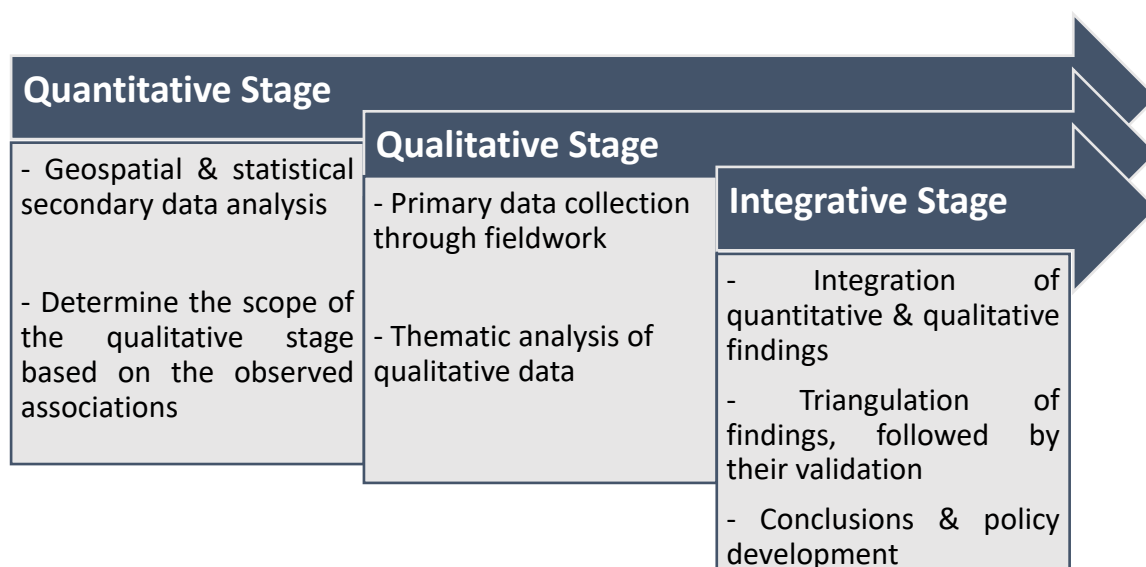 Quantitative Stage
- Geospatial & statistical
secondary data analysis
- Determine the scope of
the qualitative stage
based on the observed
associations
Qualitative Stage
- Primary data collection
through fieldwork
- Thematic analysis of
qualitative data
Integrative Stage
- Integration of
quantitative & qualitative
findings
- Triangulation of
findings, followed by
their validation
- Conclusions & policy
development